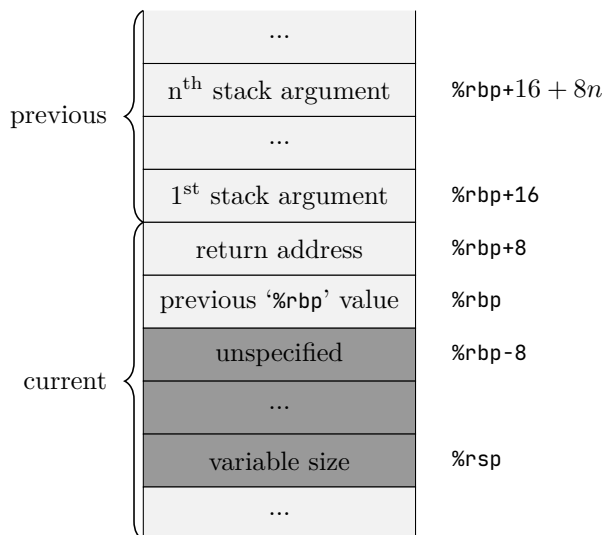 ...
nth stack argument %rbp+16 + 8n
previous
...
1st stack argument %rbp+16
return address %rbp+8
previous ‘%rbp’ value %rbp
unspecified %rbp-8
current
...
variable size %rsp
...